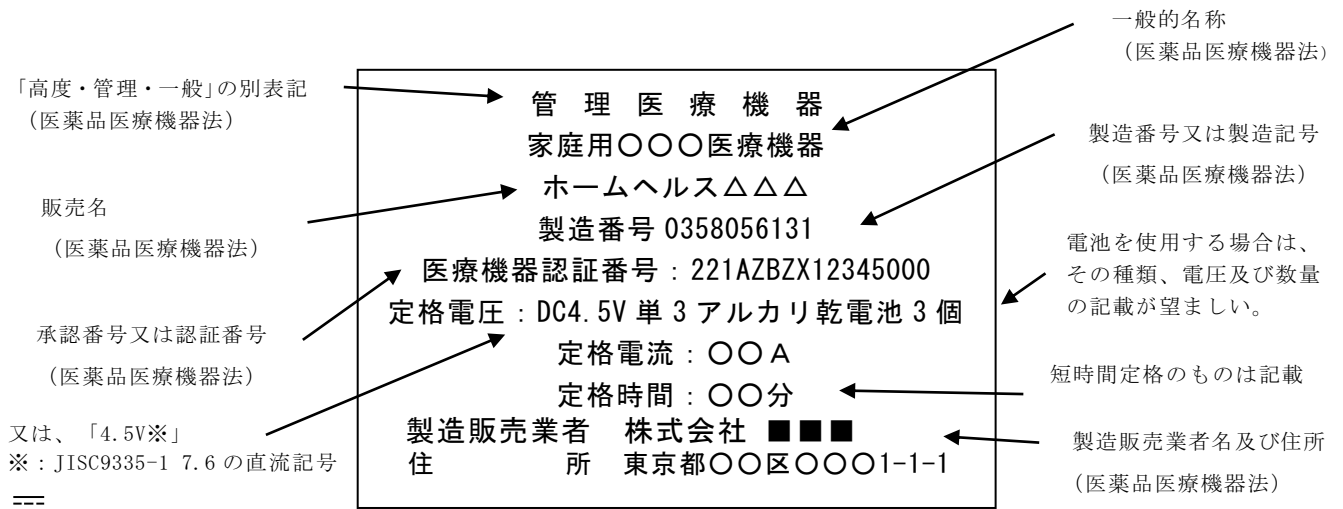 一般的名称
(医薬品医療機器法)
「高度・管理・一般」の別表記
(医薬品医療機器法)
管 理 医 療 機 器
家庭用〇〇〇医療機器
製造番号又は製造記号
(医薬品医療機器法)
ホームヘルス△△△
販売名
(医薬品医療機器法)
製造番号 0358056131
電池を使用する場合は、
その種類、電圧及び数量
の記載が望ましい。
医療機器認証番号：221AZBZX12345000
定格電圧：DC4.5V 単 3 アルカリ乾電池 3 個
承認番号又は認証番号
(医薬品医療機器法)
定格電流：〇〇A
短時間定格のものは記載
定格時間：〇〇分
又は、「4.5V※」
※：JISC9335-1 7.6 の直流記号
⎓
製造販売業者 株式会社 ■■■
住 所 東京都〇〇区〇〇〇1-1-1
製造販売業者名及び住所
(医薬品医療機器法)